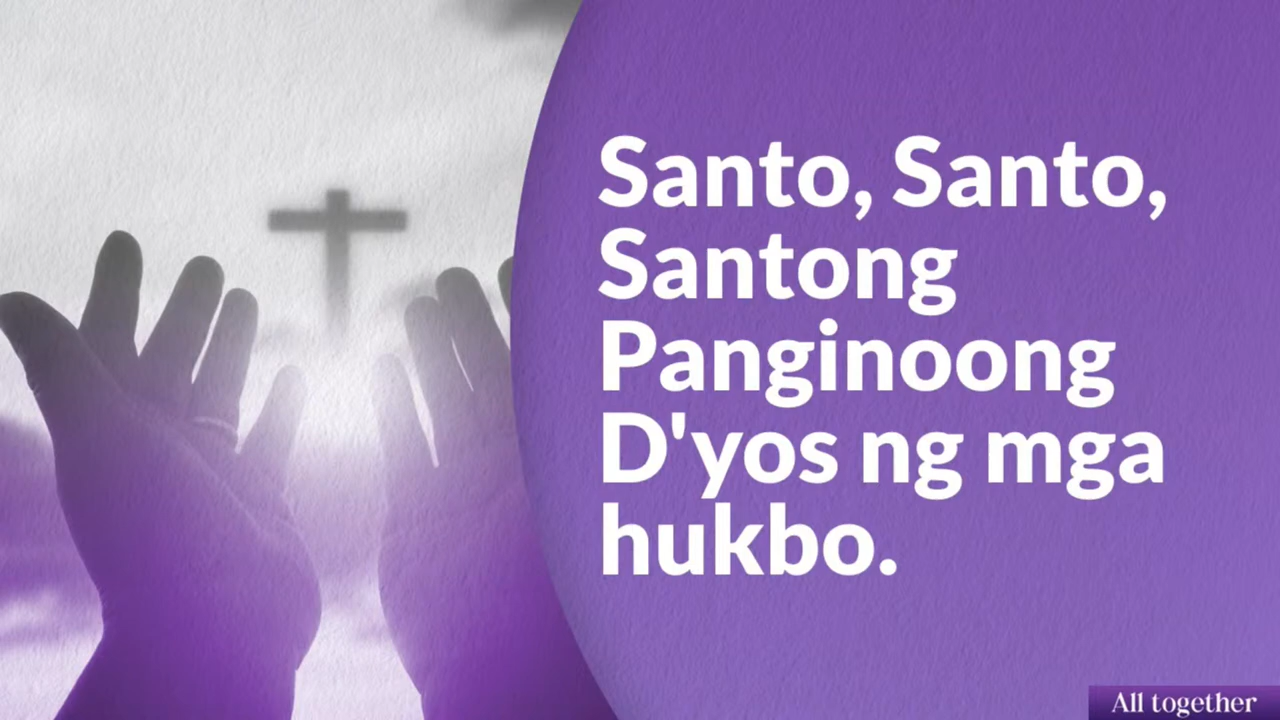 Santo, Santo,
Santong
Panginoong
D'yos ng mga
hukbo.
All together